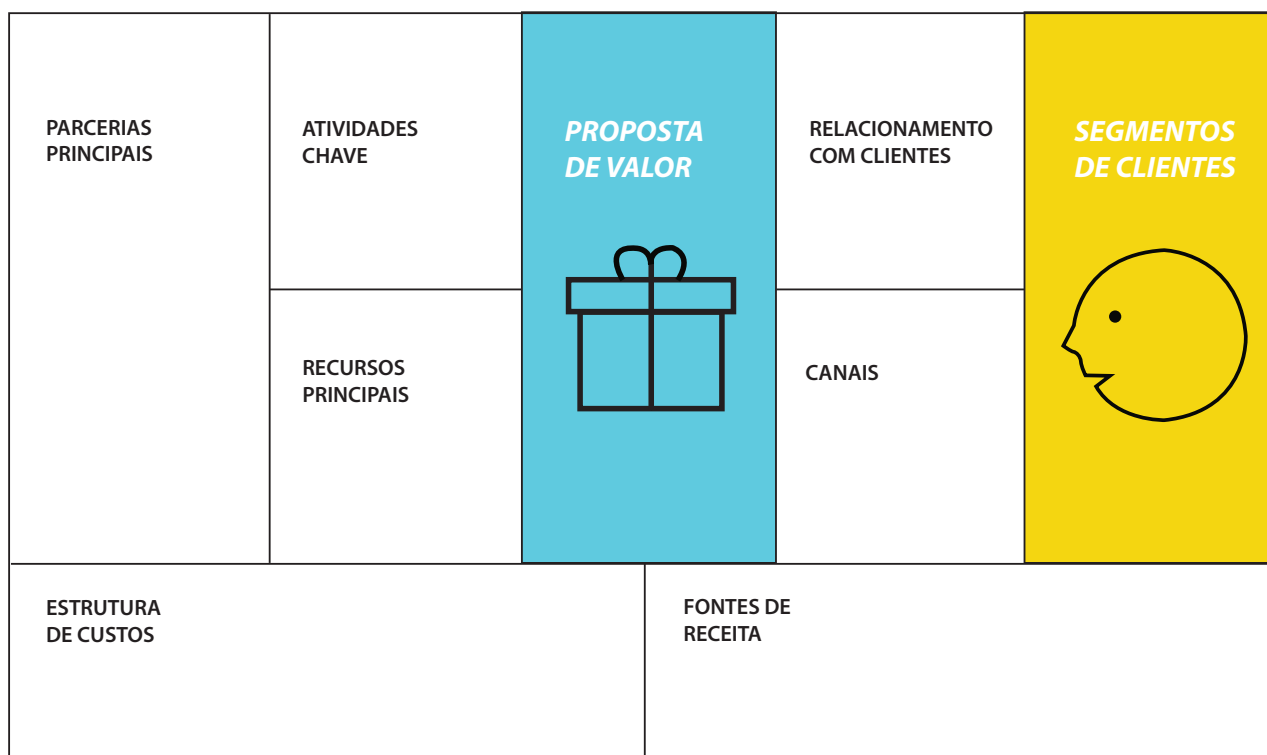 PARCERIAS
PRINCIPAIS
ATIVIDADES
CHAVE
PROPOSTA
DE VALOR
RELACIONAMENTO
COM CLIENTES
SEGMENTOS
DE CLIENTES
RECURSOS
PRINCIPAIS
CANAIS
ESTRUTURA
DE CUSTOS
FONTES DE
RECEITA